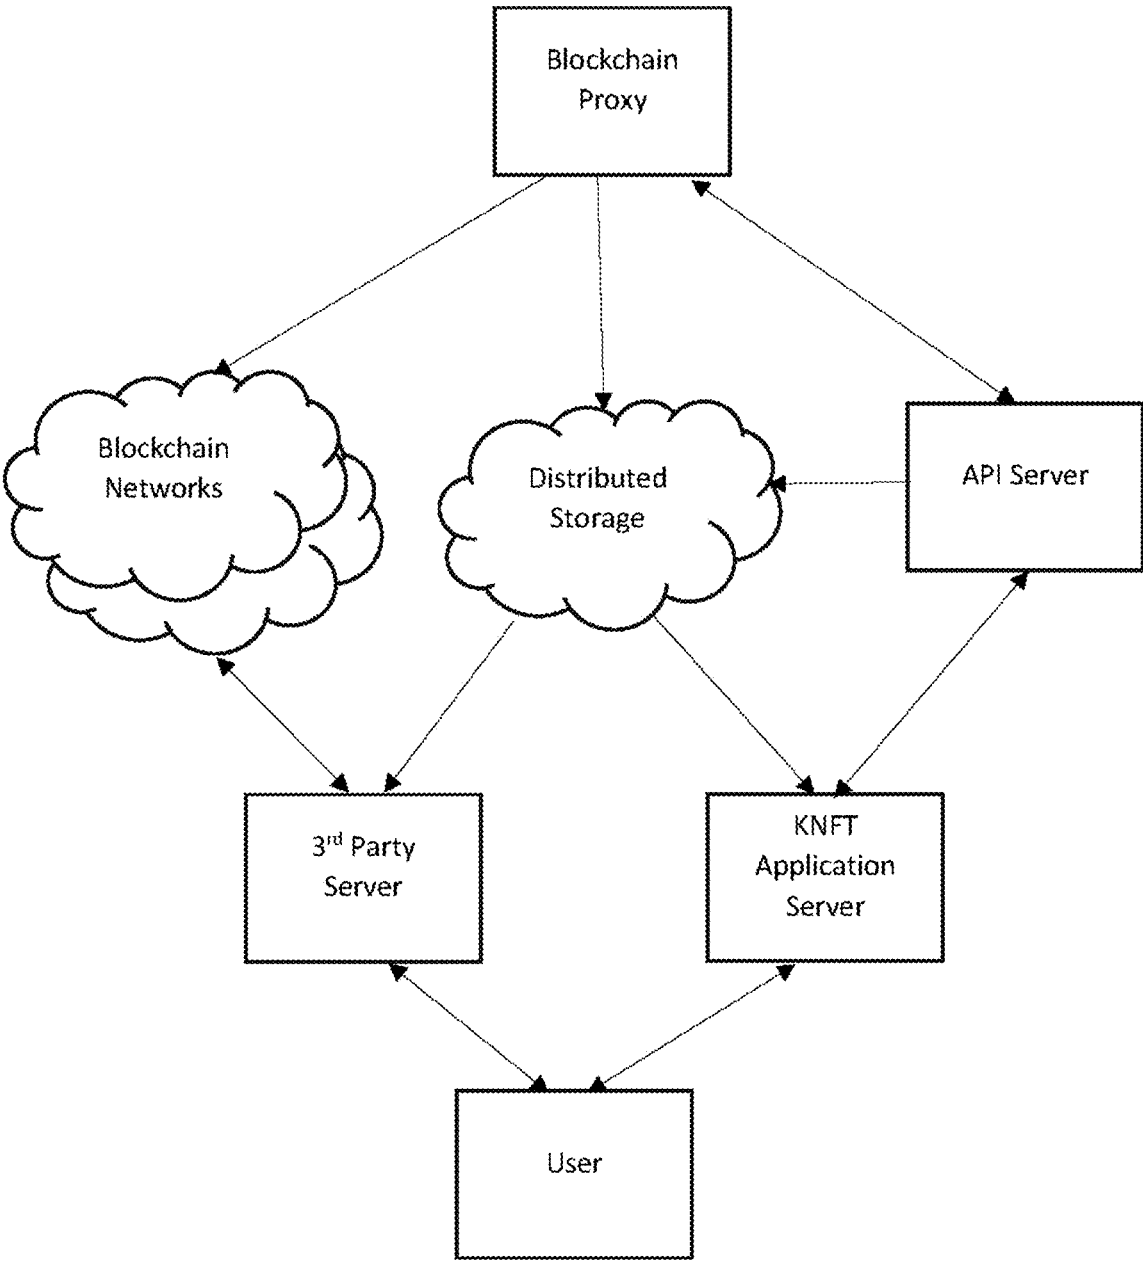 Blockchain
Proxy
Blockchain
Networks
Distributed
Storage
API Server
3rd Party
Server
KNFT
Application
Server
User